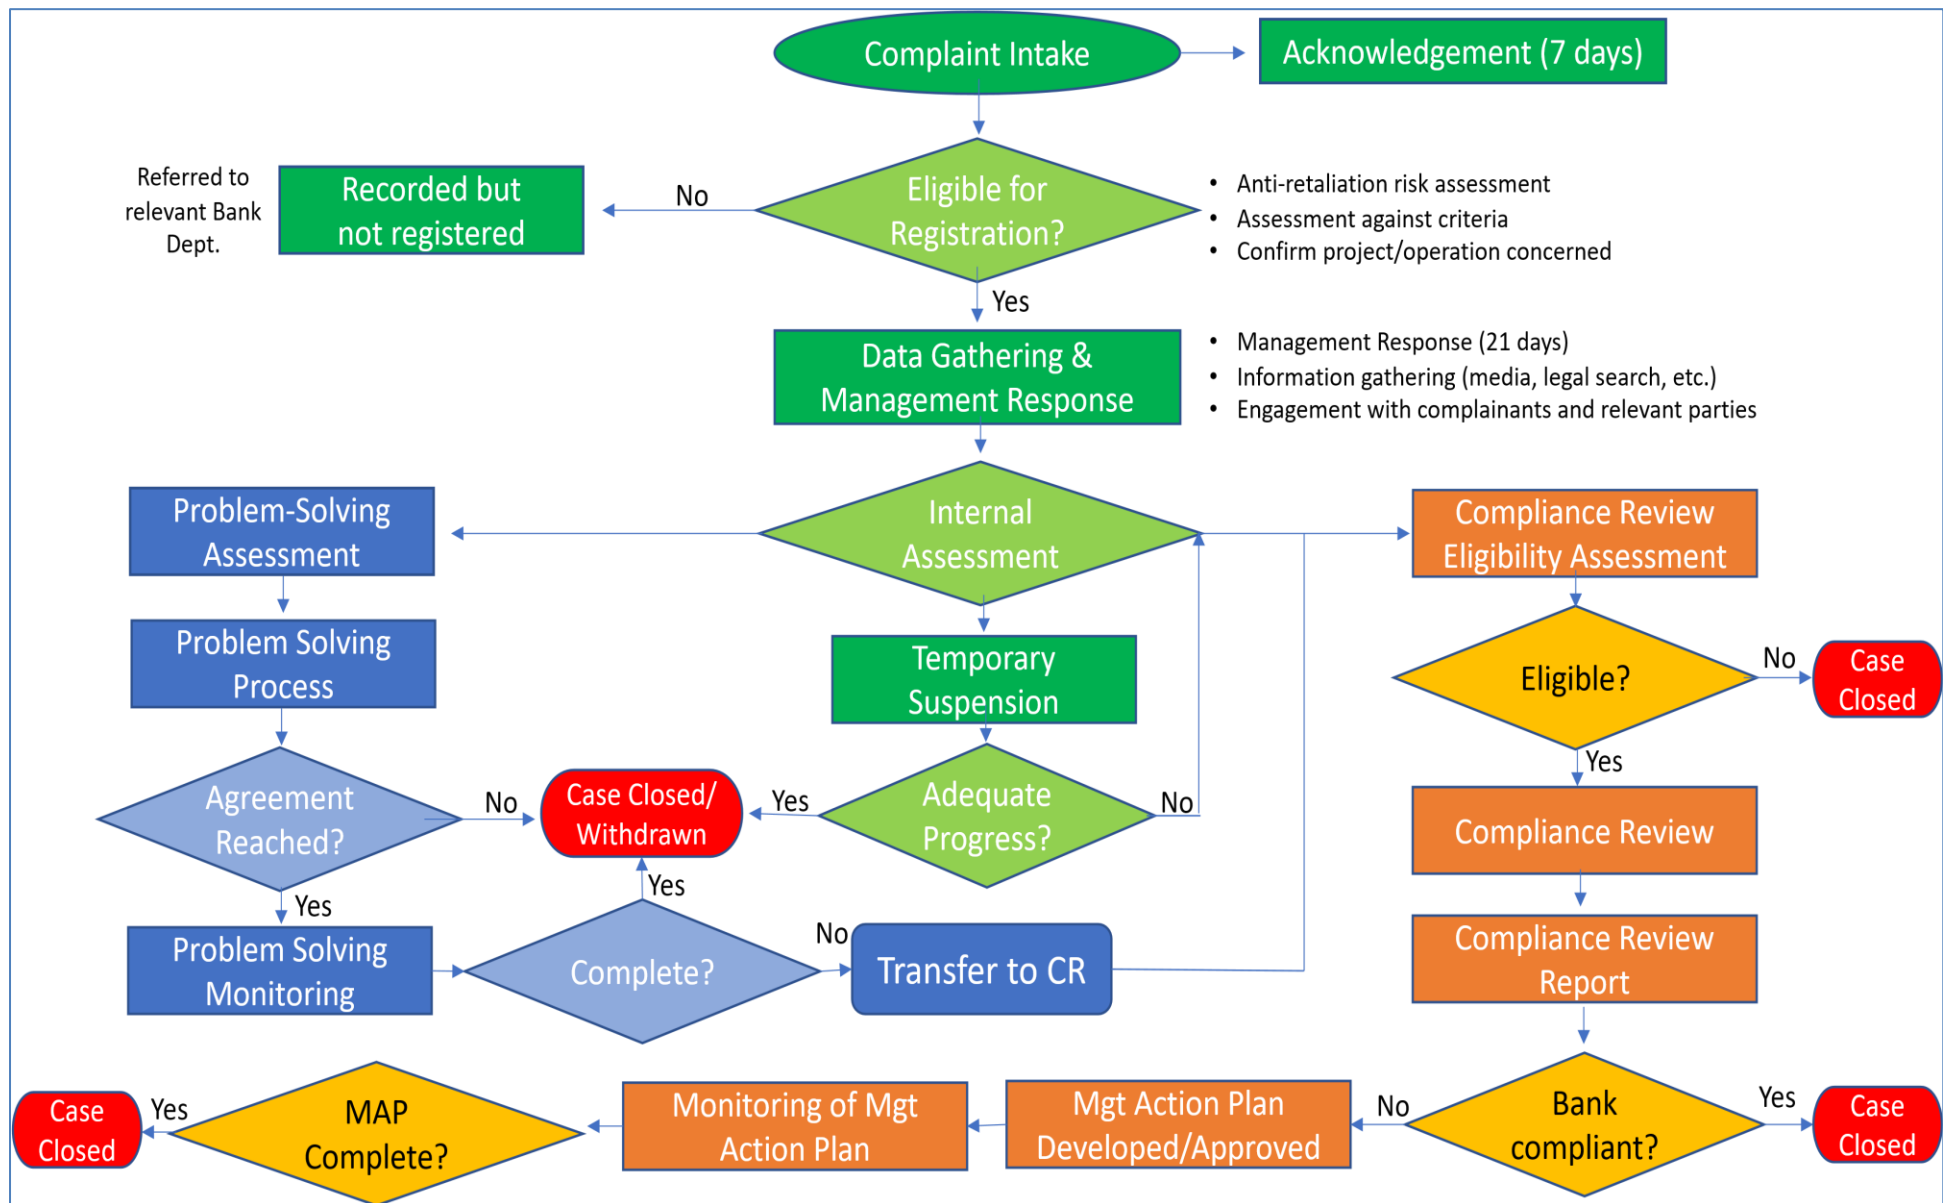 Complaint Intake
Acknowledgement (7 days)
Referred to
relevant Bank
Dept.
Recorded but
not registered
No
Eligible for
Registration?
• Anti-retaliation risk assessment
• Assessment against criteria
• Confirm project/operation concerned
Yes
Data Gathering &
Management Response
• Management Response (21 days)
• Information gathering (media, legal search, etc.)
• Engagement with complainants and relevant parties
Problem-Solving
Assessment
Internal
Assessment
Compliance Review
Eligibility Assessment
Problem Solving
Process
Temporary
Suspension
Eligible?
No
Case
Closed
Yes
Agreement
Reached?
No
Case Closed/
Withdrawn
Yes
Adequate
Progress?
No
Compliance Review
Yes
Yes
Problem Solving
Monitoring
Complete?
No
Transfer to CR
Compliance Review
Report
Case
Closed
Yes
MAP
Complete?
Monitoring of Mgt
Action Plan
Mgt Action Plan
Developed/Approved
No
Bank
compliant?
Yes
Case
Closed